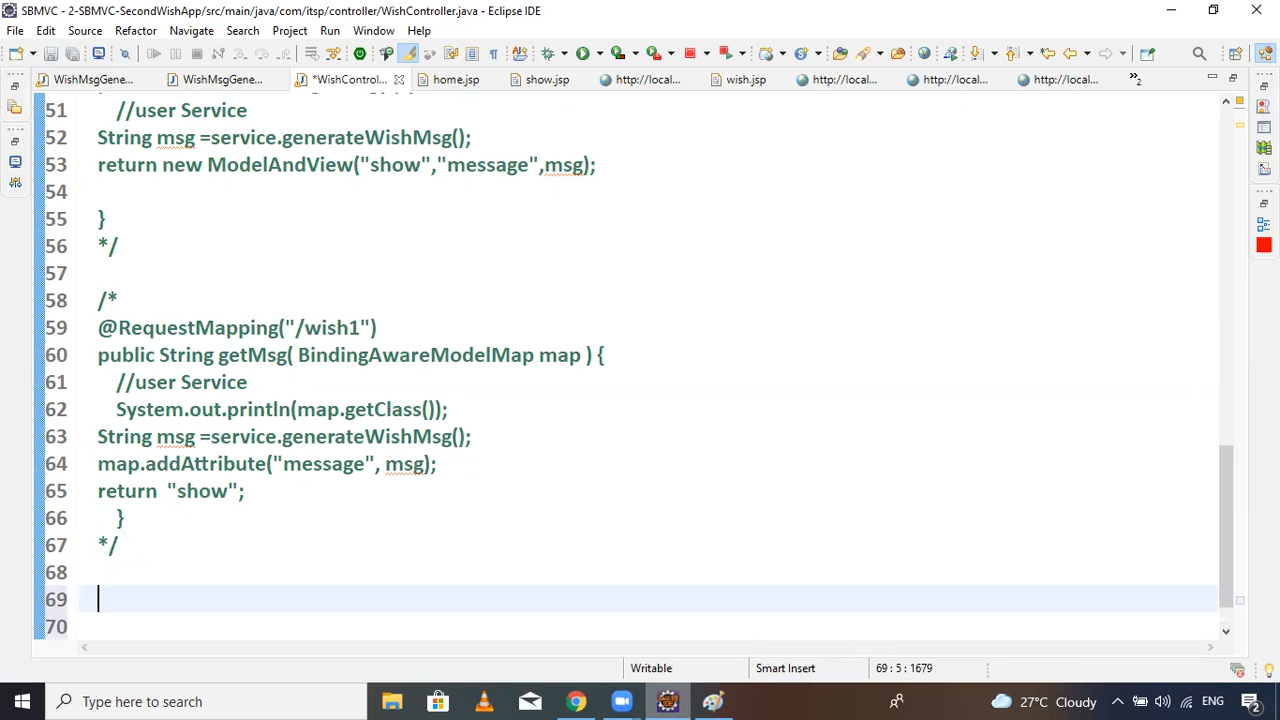 SBMVC - 2-SBMVC-SecondWishApp/src/main/java/com/itsp/controller/WishController.java - Eclipse IDE
File Edit Source Refactor Navigate Search Project Run Window Help
WishMsgGene... WishMsgGene... *WishControl... home.jsp show.jsp http://local... wish.jsp http://local... http://local... http://local... »2
51 //user Service
52 String msg =service.generateWishMsg();
53 return new ModelAndView("show","message",msg);
54
55 }
56 */
57
58 /*
59 @RequestMapping("/wish1")
60 public String getMsg( BindingAwareModelMap map ) {
61 //user Service
62 System.out.println(map.getClass());
63 String msg =service.generateWishMsg();
64 map.addAttribute("message", msg);
65 return "show";
66 }
67 */
68
69
70
Writable Smart Insert 69 : 5 : 1679
Type here to search 27°C Cloudy ENG 2